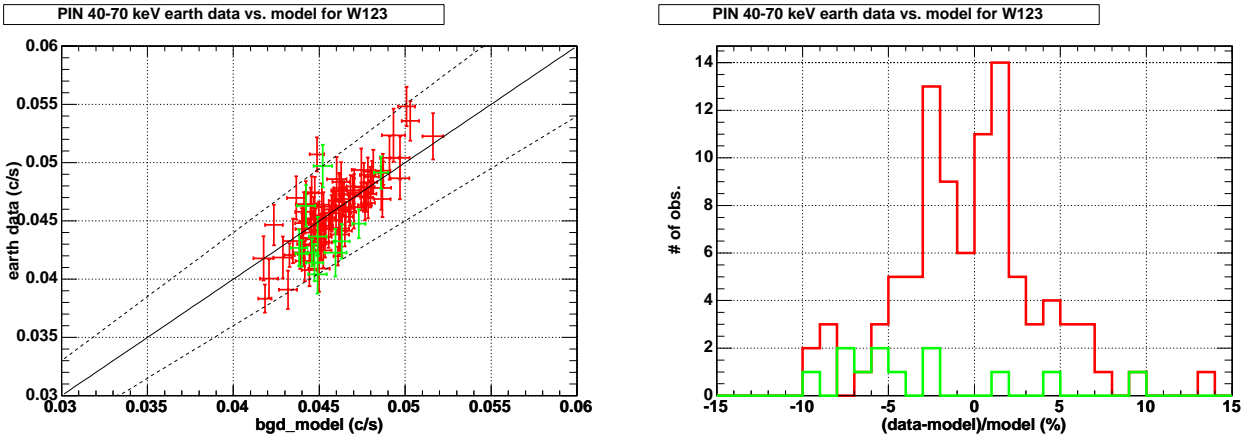 PIN 40-70 keV earth data vs. model for W123
earth data (c/s)
0.06
0.055
0.05
0.045
0.04
0.035
0.03
0.03 0.035 0.04 0.045 0.05 0.055 0.06
bgd_model (c/s)
PIN 40-70 keV earth data vs. model for W123
# of obs.
14
12
10
8
6
4
2
0
-15 -10 -5 0 5 10 15
(data-model)/model (%)